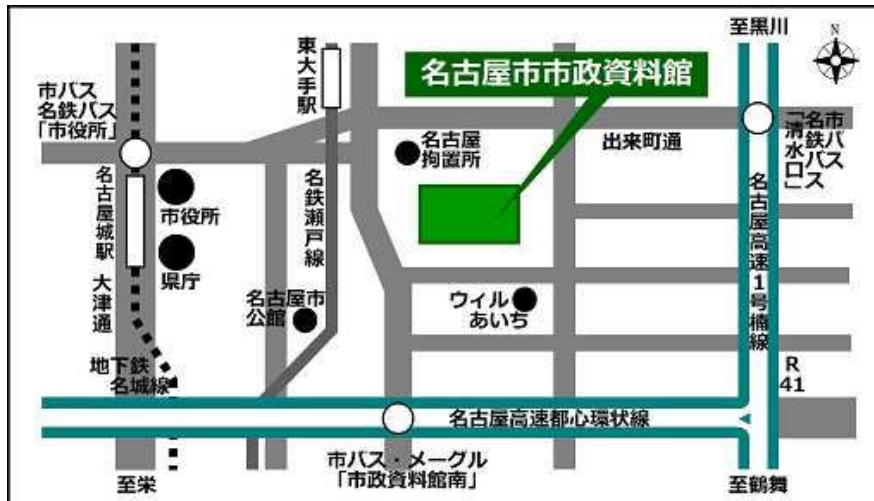 至黒川
N
東大手駅
名古屋市市政資料館
市バス
名鉄バス
「市役所」
名古屋
拘置所
出来町通
市バス
名鉄バス
「清水口」
名古屋城駅
市役所
名鉄瀬戸線
名古屋高速1号楠線
県庁
大津通
名古屋市
公館
ウィル
あいち
地下鉄
名城線
R
41
名古屋高速都心環状線
市バス・メーグル
「市政資料館南」
至栄
至鶴舞